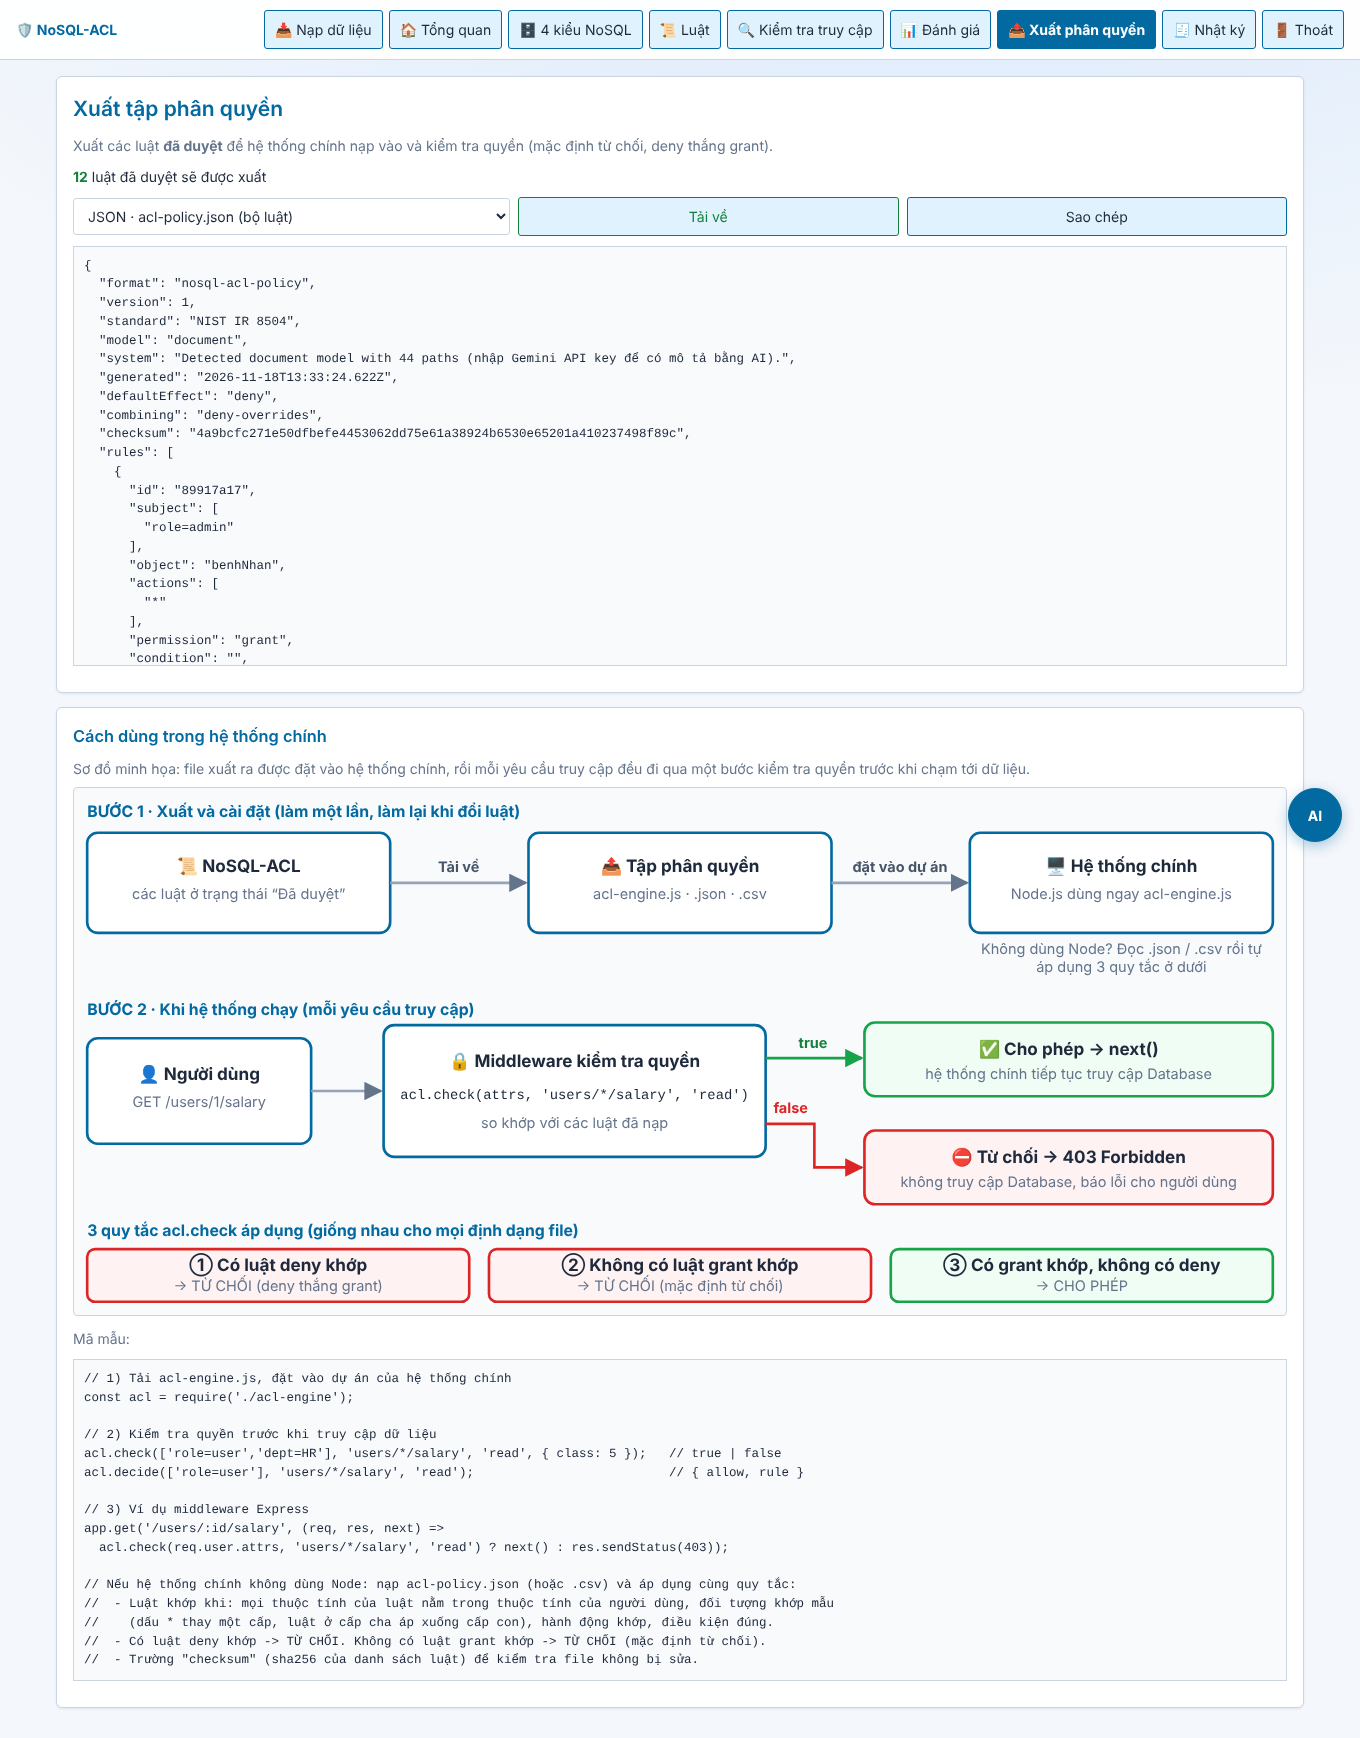 🛡️ NoSQL-ACL
📥 Nạp dữ liệu
🏠 Tổng quan
🗄️ 4 kiểu NoSQL
📜 Luật
🔍 Kiểm tra truy cập
📊 Đánh giá
📤 Xuất phân quyền
🧾 Nhật ký
🚪 Thoát
Xuất tập phân quyền
Xuất các luật đã duyệt để hệ thống chính nạp vào và kiểm tra quyền (mặc định từ chối, deny thắng grant).
12 luật đã duyệt sẽ được xuất
JSON · acl-policy.json (bộ luật)
Tải về
Sao chép
{
  "format": "nosql-acl-policy",
  "version": 1,
  "standard": "NIST IR 8504",
  "model": "document",
  "system": "Detected document model with 44 paths (nhập Gemini API key để có mô tả bằng AI).",
  "generated": "2026-11-18T13:33:24.622Z",
  "defaultEffect": "deny",
  "combining": "deny-overrides",
  "checksum": "4a9bcfc271e50dfbefe4453062dd75e61a38924b6530e65201a410237498f89c",
  "rules": [
    {
      "id": "89917a17",
      "subject": [
        "role=admin"
      ],
      "object": "benhNhan",
      "actions": [
        "*"
      ],
      "permission": "grant",
      "condition": "",
Cách dùng trong hệ thống chính
Sơ đồ minh họa: file xuất ra được đặt vào hệ thống chính, rồi mỗi yêu cầu truy cập đều đi qua một bước kiểm tra quyền trước khi chạm tới dữ liệu.
AI
BƯỚC 1 · Xuất và cài đặt (làm một lần, làm lại khi đổi luật)
📜 NoSQL-ACL
các luật ở trạng thái “Đã duyệt”
Tải về
📤 Tập phân quyền
acl-engine.js · .json · .csv
đặt vào dự án
🖥️ Hệ thống chính
Node.js dùng ngay acl-engine.js
Không dùng Node? Đọc .json / .csv rồi tự
áp dụng 3 quy tắc ở dưới
BƯỚC 2 · Khi hệ thống chạy (mỗi yêu cầu truy cập)
👤 Người dùng
GET /users/1/salary
🔒 Middleware kiểm tra quyền
acl.check(attrs, 'users/*/salary', 'read')
so khớp với các luật đã nạp
true
✅ Cho phép → next()
hệ thống chính tiếp tục truy cập Database
false
⛔ Từ chối → 403 Forbidden
không truy cập Database, báo lỗi cho người dùng
3 quy tắc acl.check áp dụng (giống nhau cho mọi định dạng file)
① Có luật deny khớp
→ TỪ CHỐI (deny thắng grant)
② Không có luật grant khớp
→ TỪ CHỐI (mặc định từ chối)
③ Có grant khớp, không có deny
→ CHO PHÉP
Mã mẫu:
// 1) Tải acl-engine.js, đặt vào dự án của hệ thống chính
const acl = require('./acl-engine');
// 2) Kiểm tra quyền trước khi truy cập dữ liệu
acl.check(['role=user','dept=HR'], 'users/*/salary', 'read', { class: 5 });   // true | false
acl.decide(['role=user'], 'users/*/salary', 'read');                          // { allow, rule }
// 3) Ví dụ middleware Express
app.get('/users/:id/salary', (req, res, next) =>
  acl.check(req.user.attrs, 'users/*/salary', 'read') ? next() : res.sendStatus(403));
// Nếu hệ thống chính không dùng Node: nạp acl-policy.json (hoặc .csv) và áp dụng cùng quy tắc:
//  - Luật khớp khi: mọi thuộc tính của luật nằm trong thuộc tính của người dùng, đối tượng khớp mẫu
//    (dấu * thay một cấp, luật ở cấp cha áp xuống cấp con), hành động khớp, điều kiện đúng.
//  - Có luật deny khớp -> TỪ CHỐI. Không có luật grant khớp -> TỪ CHỐI (mặc định từ chối).
//  - Trường "checksum" (sha256 của danh sách luật) để kiểm tra file không bị sửa.